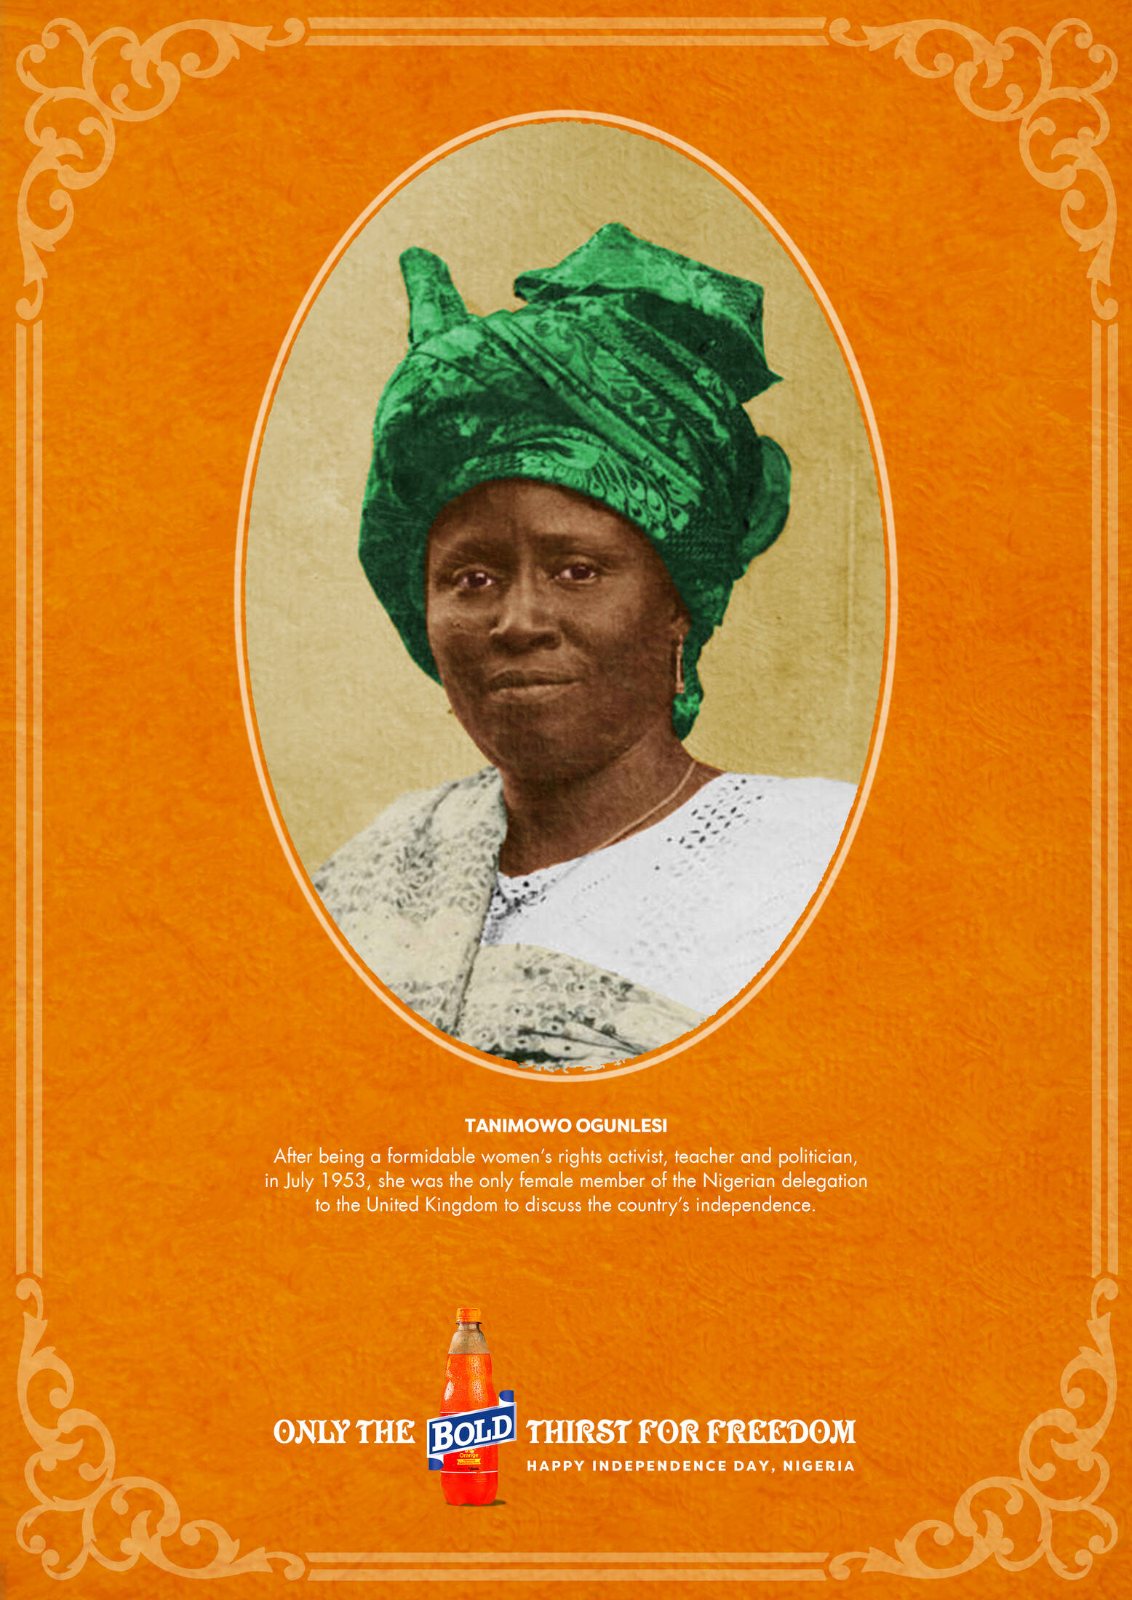 TANIMOWO OGUNLESI
After being a formidable women's rights activist, teacher and politician,
in July 1953, she was the only female member of the Nigerian delegation
to the United Kingdom to discuss the country's independence.
ONLY THE BOLD THIRST FOR FREEDOM
Orange
HAPPY INDEPENDENCE DAY, NIGERIA